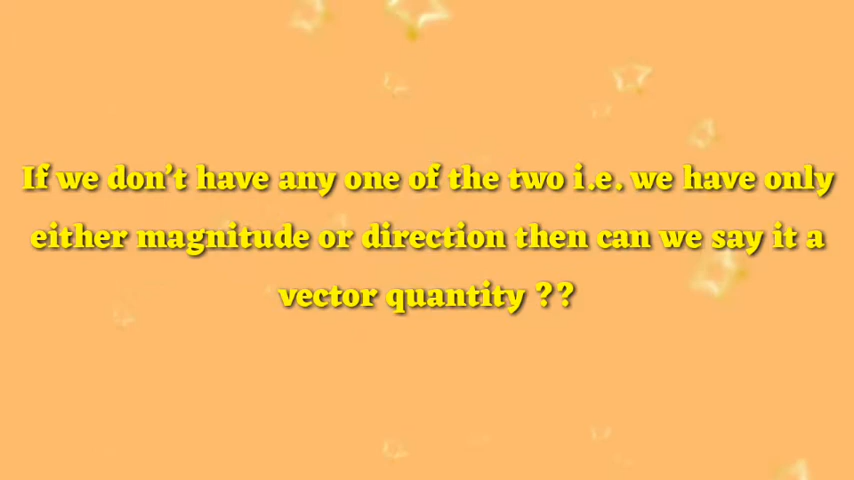 If we don't have any one of the two i.e. we have only
either magnitude or direction then can we say it a
vector quantity ??